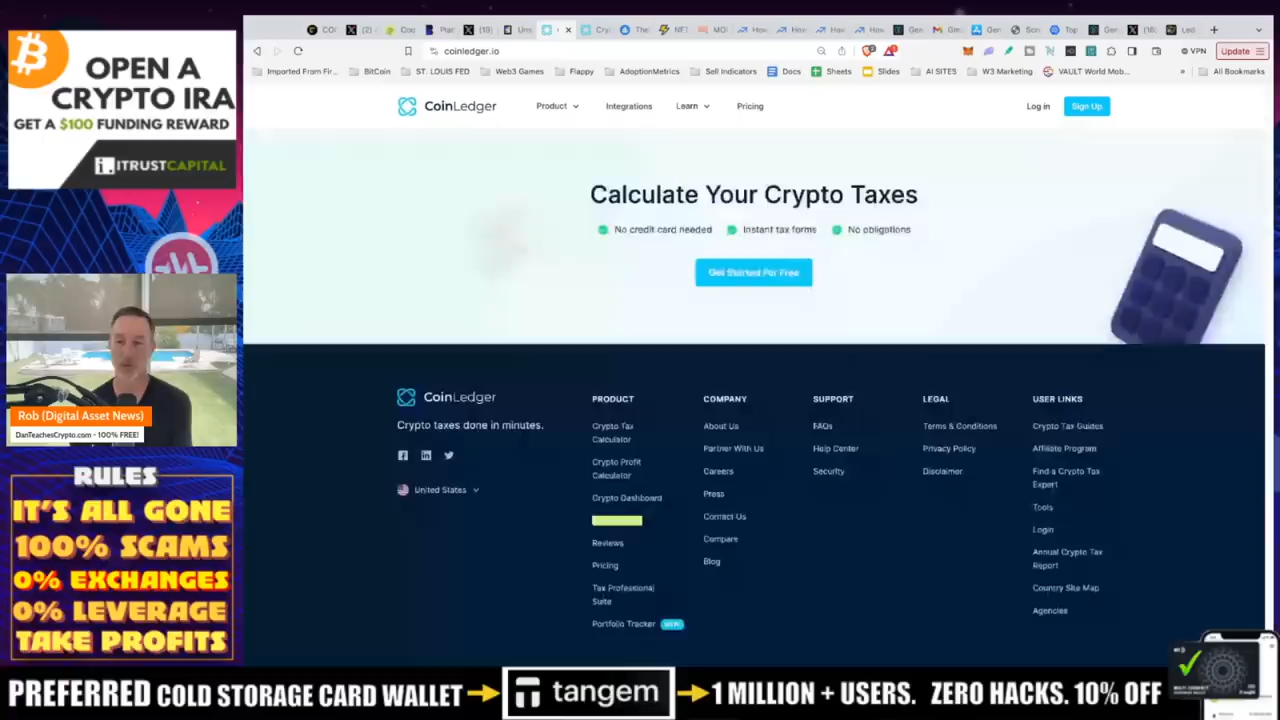 OPEN A
CRYPTO IRA
GET A $100 FUNDING REWARD
i. ITRUSTCAPITAL
Rob (Digital Asset News)
DanTeachesCrypto.com - 100% FREE!
RULES
IT'S ALL GONE
100% SCAMS
0% EXCHANGES
0% LEVERAGE
TAKE PROFITS
coinledger.io
VPN
Update
Imported From Fir...
BitCoin
ST. LOUIS FED
Web3 Games
Flappy
AdoptionMetrics
Sell Indicators
Docs
Sheets
Slides
AI SITES
W3 Marketing
VAULT World Mob...
»
All Bookmarks
CoinLedger
Product
Integrations
Learn
Pricing
Log in
Sign Up
Calculate Your Crypto Taxes
No credit card needed
Instant tax forms
No obligations
Get Started For Free
CoinLedger
Crypto taxes done in minutes.
United States
PRODUCT
Crypto Tax
Calculator
Crypto Profit
Calculator
Crypto Dashboard
Reviews
Pricing
Tax Professional
Suite
Portfolio Tracker NEW
COMPANY
About Us
Partner With Us
Careers
Press
Contact Us
Compare
Blog
SUPPORT
FAQs
Help Center
Security
LEGAL
Terms & Conditions
Privacy Policy
Disclaimer
USER LINKS
Crypto Tax Guides
Affiliate Program
Find a Crypto Tax
Expert
Tools
Login
Annual Crypto Tax
Report
Country Site Map
Agencies
PREFERRED COLD STORAGE CARD WALLET
tangem
1 MILLION + USERS. ZERO HACKS. 10% OFF